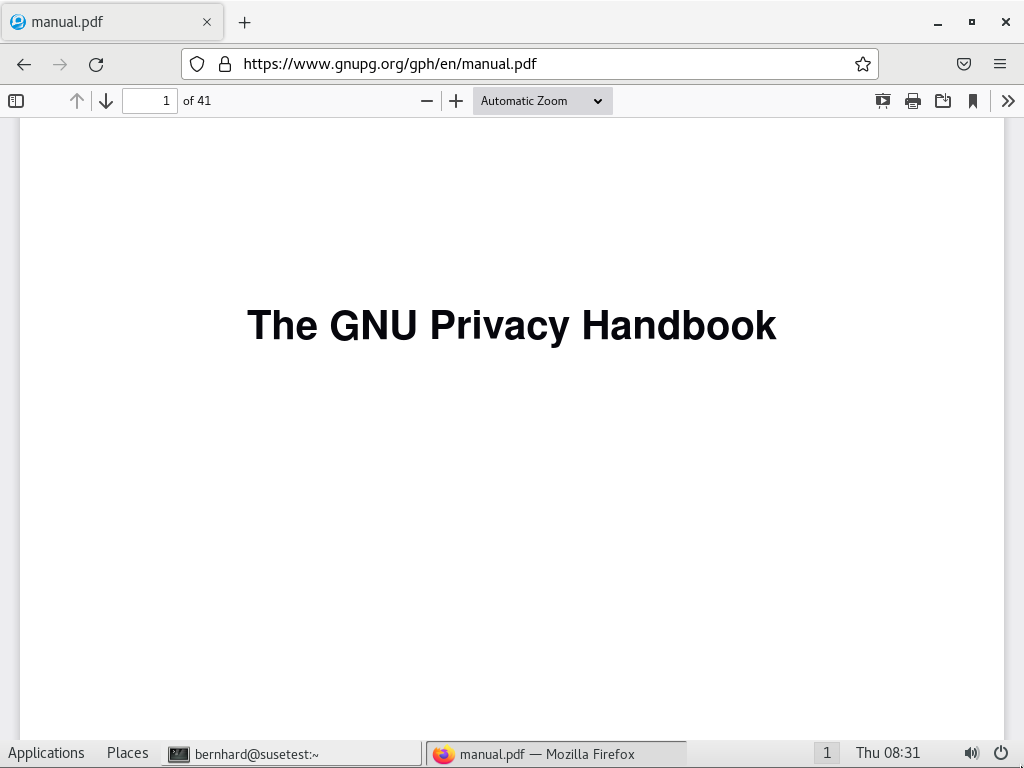 manual.pdf
https://www.gnupg.org/gph/en/manual.pdf
1 of 41
Automatic Zoom
The GNU Privacy Handbook
Applications Places bernhard@susetest:~ manual.pdf — Mozilla Firefox 1 Thu 08:31